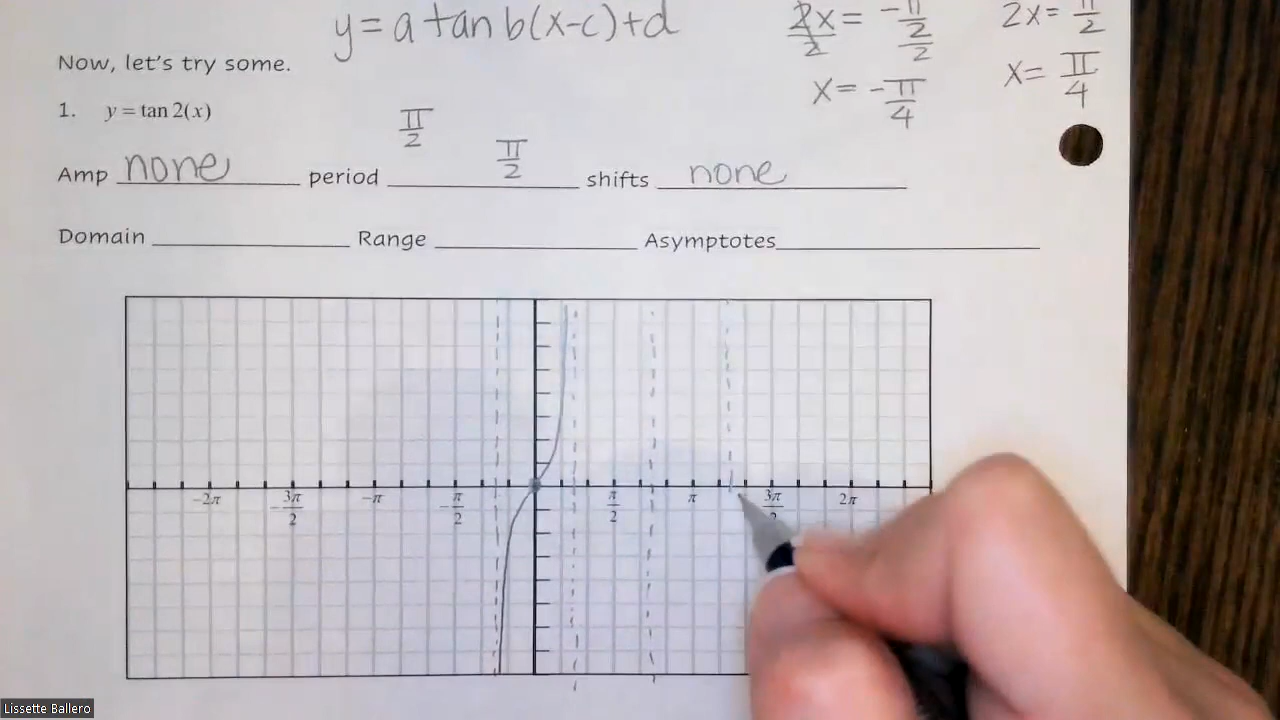 y = a tan b(x-c)+d
2x/2 = -π/2/2
2x = π/2
x = -π/4
x = π/4
Now, let's try some.
1. y = tan 2(x)
π/2
π/2
Amp none period shifts none
Domain Range Asymptotes
-2π -3π/2 -π -π/2 π/2 π 3π/2 2π
Lissette Ballero